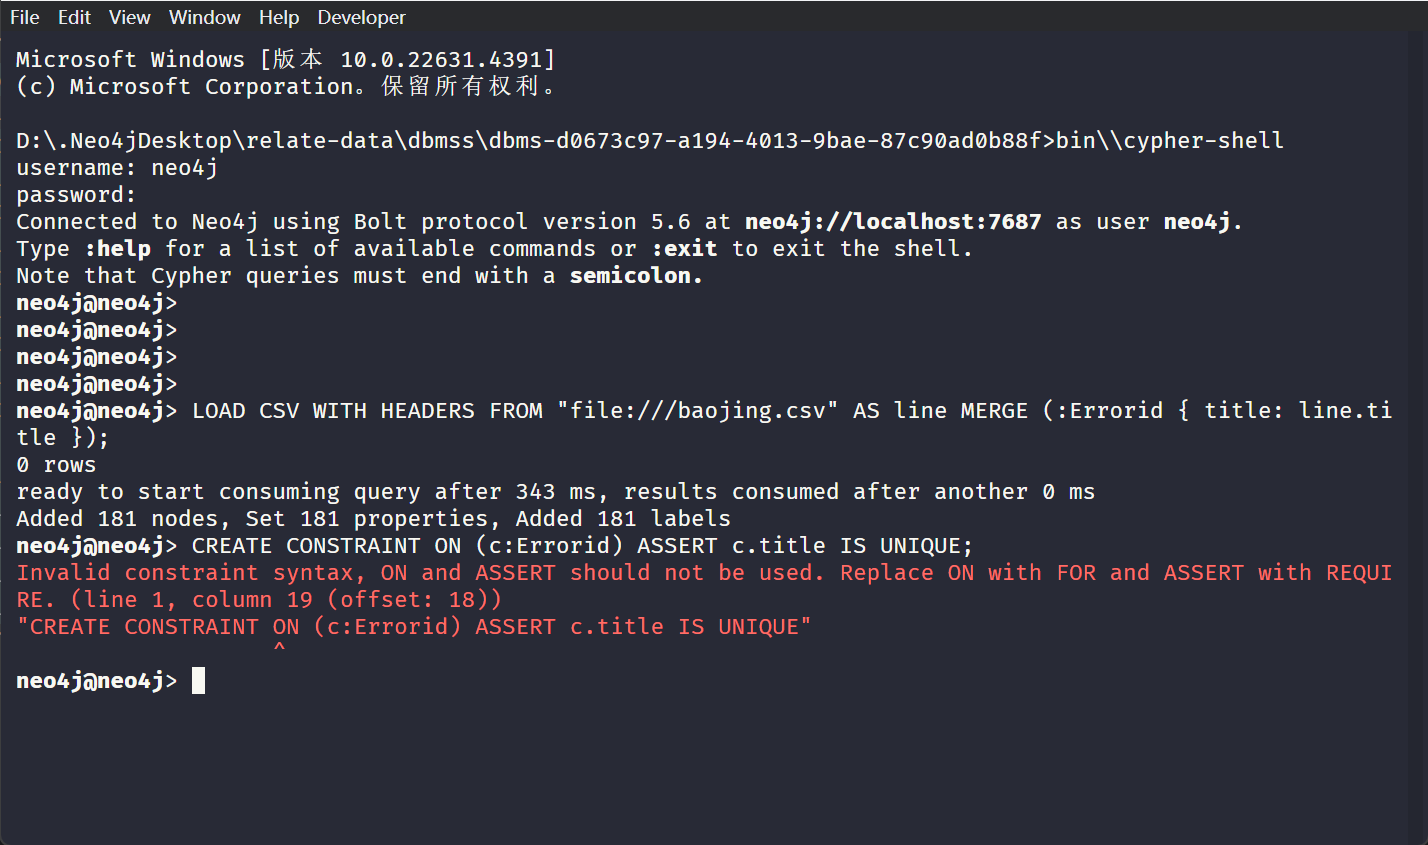 File Edit View Window Help Developer
Microsoft Windows [版本 10.0.22631.4391]
(c) Microsoft Corporation。保留所有权利。
D:\.Neo4jDesktop\relate-data\dbmss\dbms-d0673c97-a194-4013-9bae-87c90ad0b88f>bin\\cypher-shell
username: neo4j
password:
Connected to Neo4j using Bolt protocol version 5.6 at neo4j://localhost:7687 as user neo4j.
Type :help for a list of available commands or :exit to exit the shell.
Note that Cypher queries must end with a semicolon.
neo4j@neo4j>
neo4j@neo4j>
neo4j@neo4j>
neo4j@neo4j>
neo4j@neo4j> LOAD CSV WITH HEADERS FROM "file:///baojing.csv" AS line MERGE (:Errorid { title: line.ti
tle });
0 rows
ready to start consuming query after 343 ms, results consumed after another 0 ms
Added 181 nodes, Set 181 properties, Added 181 labels
neo4j@neo4j> CREATE CONSTRAINT ON (c:Errorid) ASSERT c.title IS UNIQUE;
Invalid constraint syntax, ON and ASSERT should not be used. Replace ON with FOR and ASSERT with REQUI
RE. (line 1, column 19 (offset: 18))
"CREATE CONSTRAINT ON (c:Errorid) ASSERT c.title IS UNIQUE"
^
neo4j@neo4j>